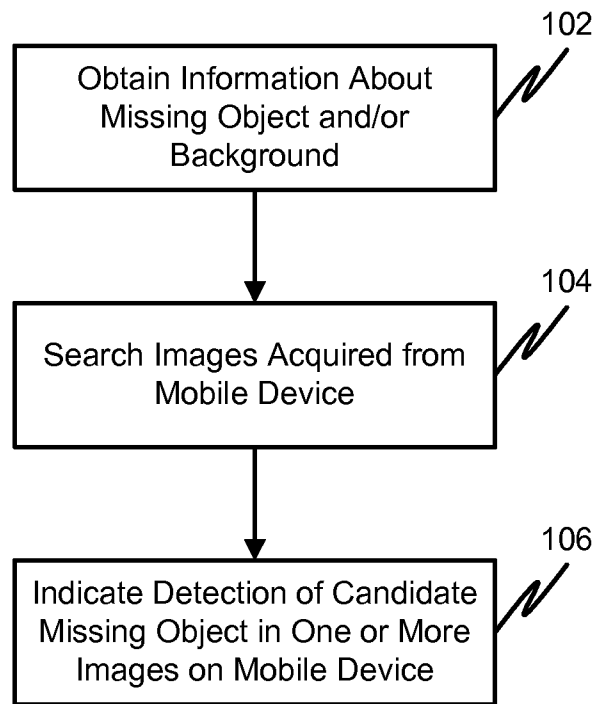 102
Obtain Information About
Missing Object and/or
Background
104
Search Images Acquired from
Mobile Device
106
Indicate Detection of Candidate
Missing Object in One or More
Images on Mobile Device